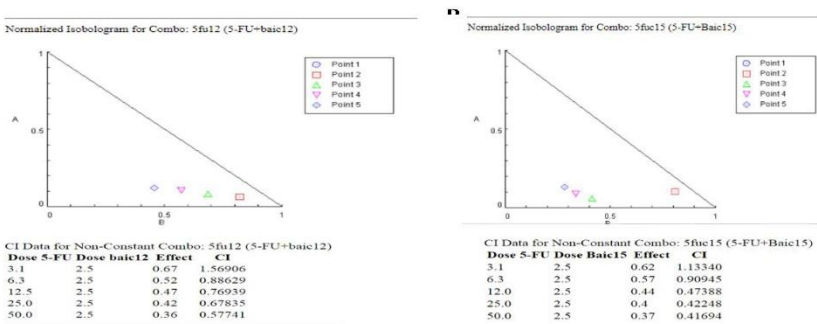 D
Normalized Isobologram for Combo: 5fu12 (5-FU+baic12)
1
A
0.5
0
0
0.5
1
B
Point 1
Point 2
Point 3
Point 4
Point 5
CI Data for Non-Constant Combo: 5fu12 (5-FU+baic12)
Dose 5-FU Dose baic12 Effect CI
3.1 2.5 0.67 1.56906
6.3 2.5 0.52 0.88629
12.5 2.5 0.47 0.76939
25.0 2.5 0.42 0.67835
50.0 2.5 0.36 0.57741
Normalized Isobologram for Combo: 5fuc15 (5-FU+Baic15)
1
A
0.5
0
0
0.5
1
B
Point 1
Point 2
Point 3
Point 4
Point 5
CI Data for Non-Constant Combo: 5fuc15 (5-FU+Baic15)
Dose 5-FU Dose Baic15 Effect CI
3.1 2.5 0.62 1.13340
6.3 2.5 0.57 0.90945
12.0 2.5 0.44 0.47388
25.0 2.5 0.4 0.42248
50.0 2.5 0.37 0.41694